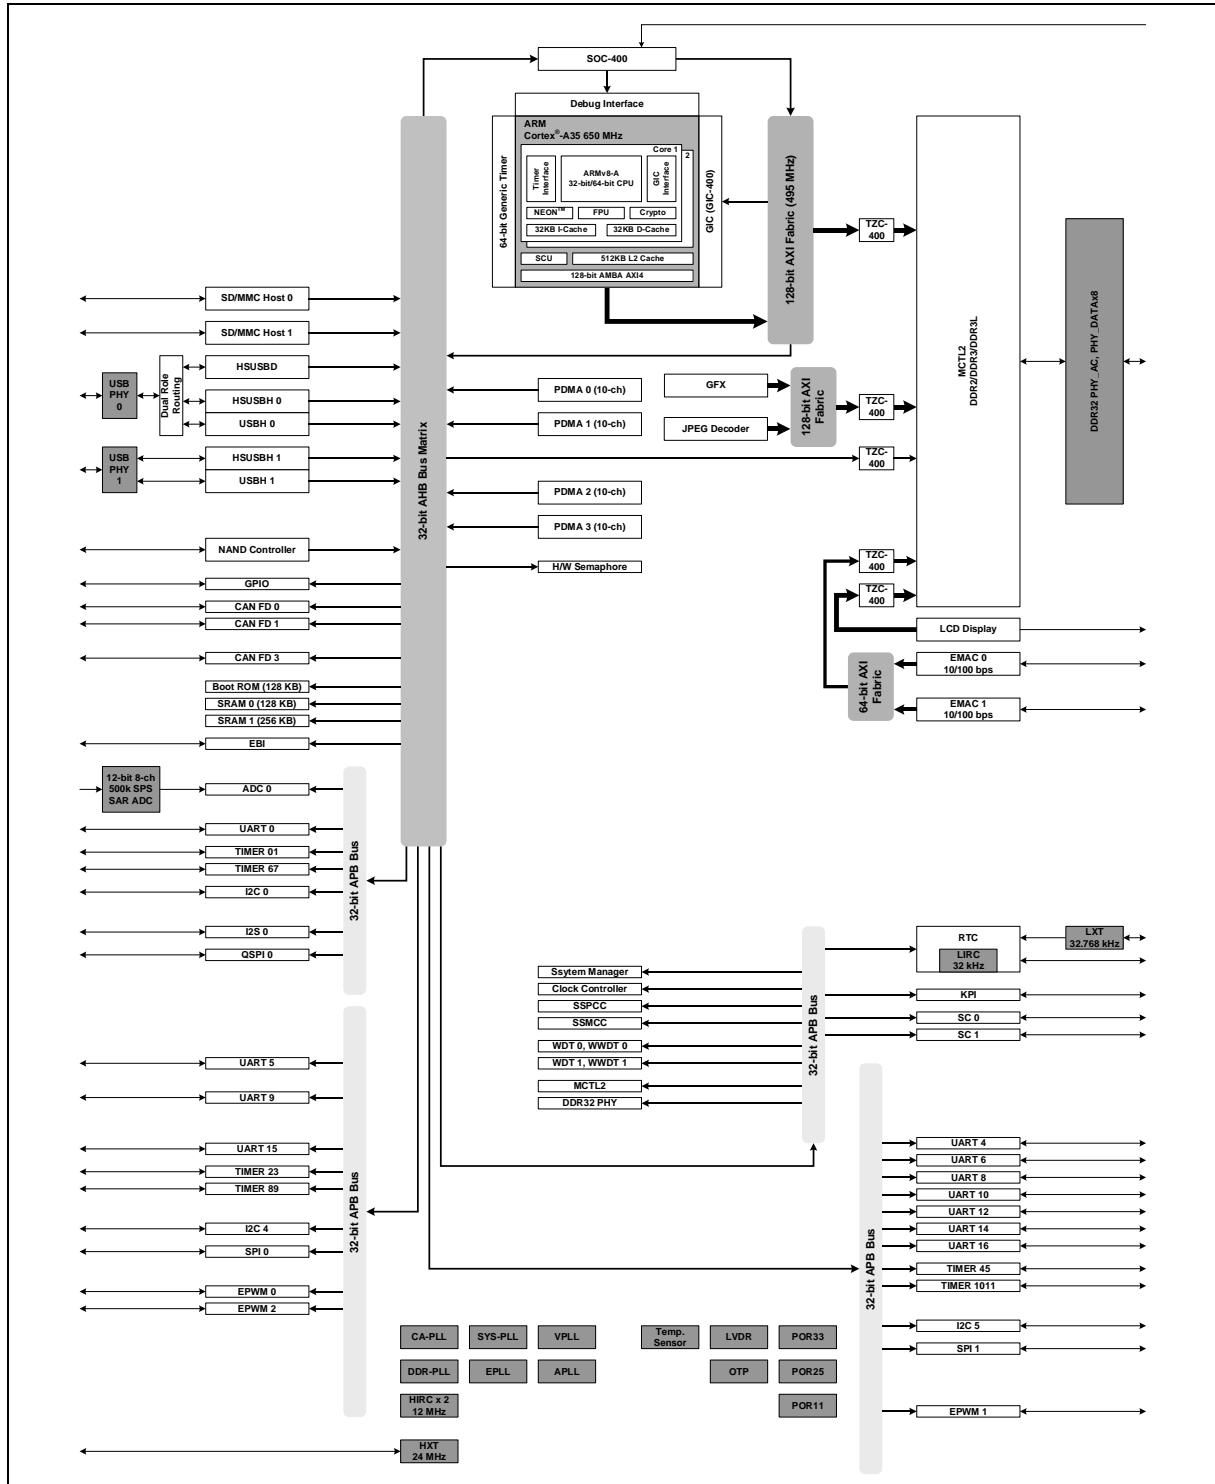 SOC-400
Debug Interface
ARM
Cortex®-A35 650 MHz
Core 1
2
Timer Interface
ARMv8-A
32-bit/64-bit CPU
GIC Interface
NEON™
FPU
Crypto
32KB I-Cache
32KB D-Cache
SCU
512KB L2 Cache
128-bit AMBA AXI4
64-bit Generic Timer
GIC (GIC-400)
128-bit AXI Fabric (495 MHz)
TZC-
400
MCTL2
DDR2/DDR3/DDR3L
DDR32 PHY_AC, PHY_DATAx8
32-bit AHB Bus Matrix
SD/MMC Host 0
SD/MMC Host 1
USB
PHY
0
Dual Role
Routing
HSUSBD
HSUSBH 0
USBH 0
USB
PHY
1
HSUSBH 1
USBH 1
PDMA 0 (10-ch)
PDMA 1 (10-ch)
PDMA 2 (10-ch)
PDMA 3 (10-ch)
H/W Semaphore
GFX
JPEG Decoder
128-bit AXI
Fabric
TZC-
400
TZC-
400
TZC-
400
TZC-
400
LCD Display
64-bit AXI
Fabric
EMAC 0
10/100 bps
EMAC 1
10/100 bps
NAND Controller
GPIO
CAN FD 0
CAN FD 1
CAN FD 3
Boot ROM (128 KB)
SRAM 0 (128 KB)
SRAM 1 (256 KB)
EBI
12-bit 8-ch
500k SPS
SAR ADC
ADC 0
UART 0
TIMER 01
TIMER 67
I2C 0
I2S 0
QSPI 0
32-bit APB Bus
UART 5
UART 9
UART 15
TIMER 23
TIMER 89
I2C 4
SPI 0
EPWM 0
EPWM 2
32-bit APB Bus
Ssytem Manager
Clock Controller
SSPCC
SSMCC
WDT 0, WWDT 0
WDT 1, WWDT 1
MCTL2
DDR32 PHY
32-bit APB Bus
RTC
LIRC
32 kHz
LXT
32.768 kHz
KPI
SC 0
SC 1
32-bit APB Bus
UART 4
UART 6
UART 8
UART 10
UART 12
UART 14
UART 16
TIMER 45
TIMER 1011
I2C 5
SPI 1
EPWM 1
CA-PLL
SYS-PLL
VPLL
Temp.
Sensor
LVDR
POR33
DDR-PLL
EPLL
APLL
OTP
POR25
HIRC x 2
12 MHz
POR11
HXT
24 MHz